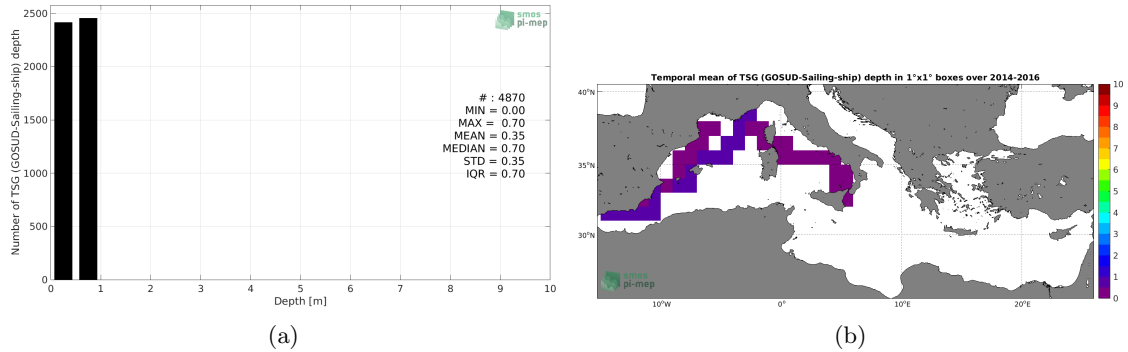 2500
2000
1500
1000
500
0
Number of TSG (GOSUD-Sailing-ship) depth
smos
pi-mep
# : 4870
MIN = 0.00
MAX = 0.70
MEAN = 0.35
MEDIAN = 0.70
STD = 0.35
IQR = 0.70
0 1 2 3 4 5 6 7 8 9 10
Depth [m]
(a)
Temporal mean of TSG (GOSUD-Sailing-ship) depth in 1°x1° boxes over 2014-2016
40°N
35°N
30°N
smos
pi-mep
10°W 0° 10°E 20°E
10
9
8
7
6
5
4
3
2
1
0
(b)